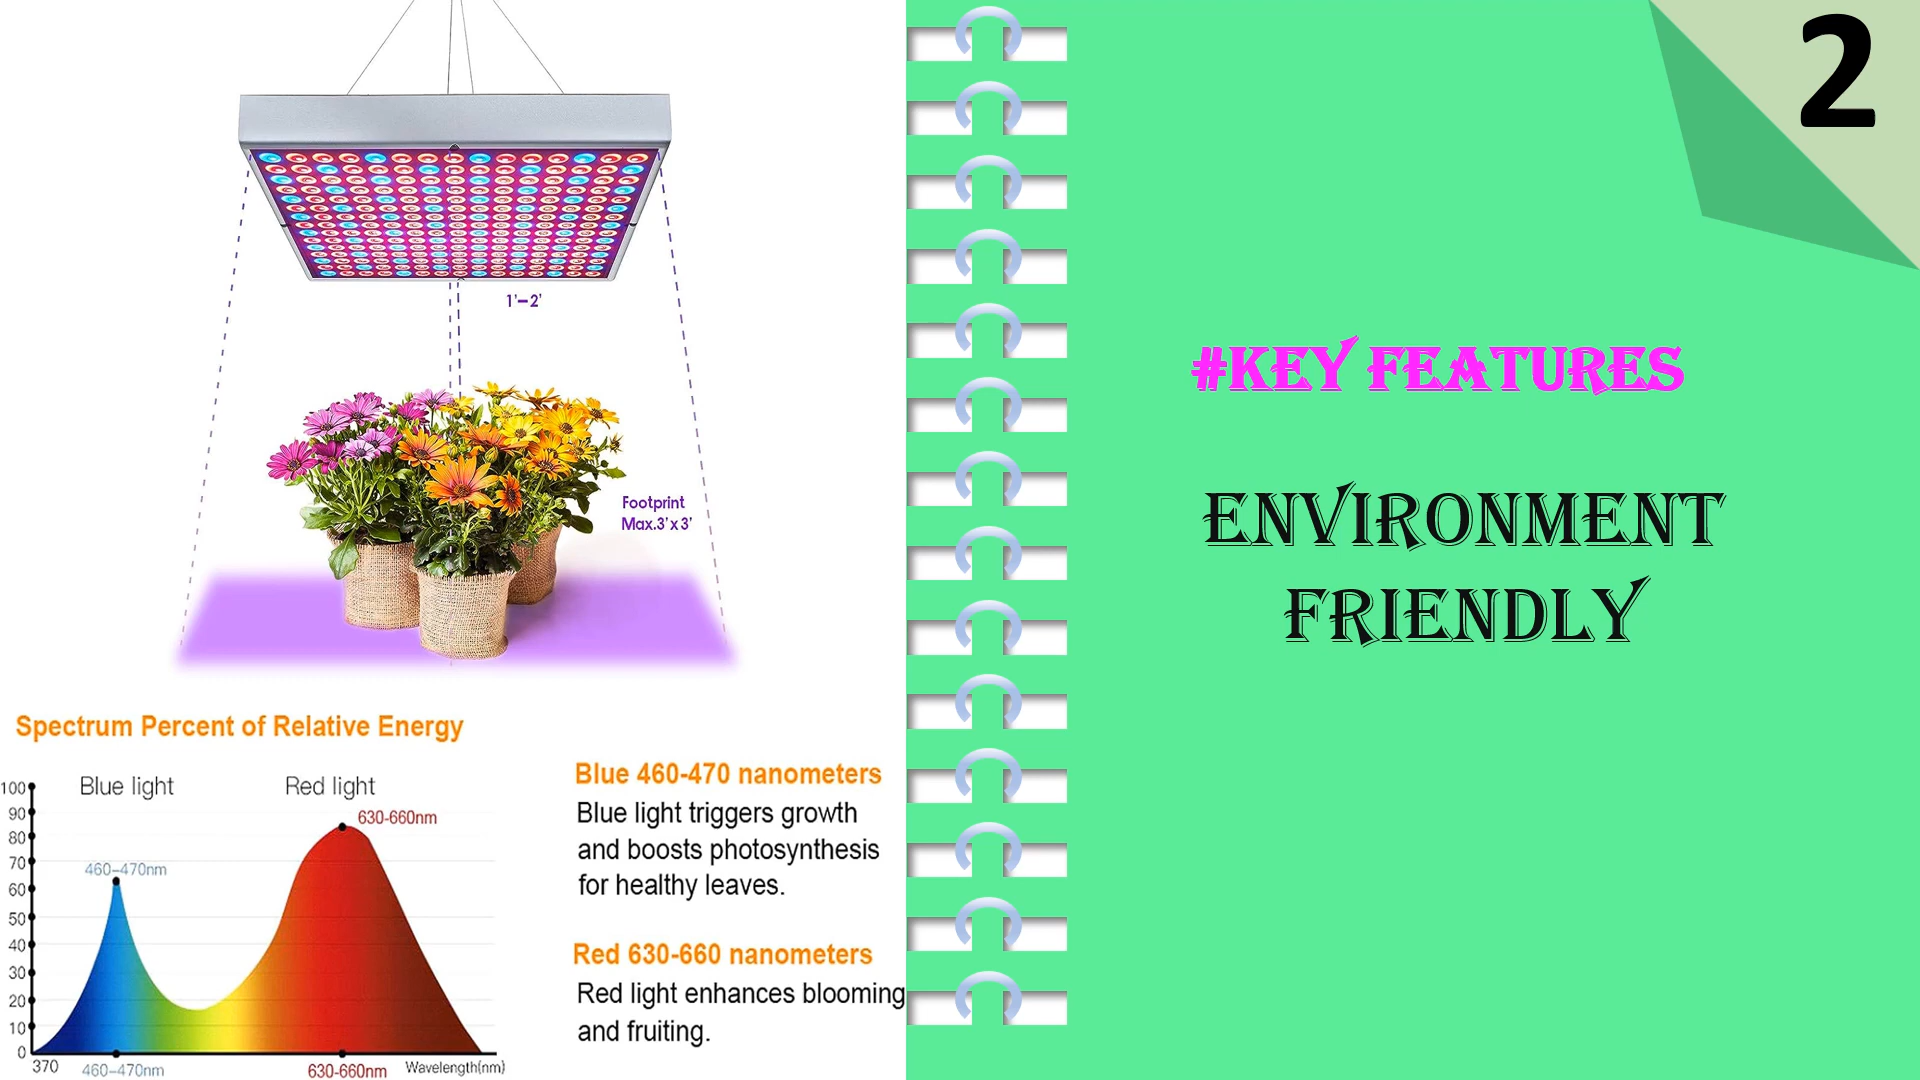 1'–2'
Footprint
Max.3' x 3'
Spectrum Percent of Relative Energy
Blue light
Red light
630-660nm
460–470nm
100
90
80
70
60
50
40
30
20
10
0
370
460–470nm
630-660nm
Wavelength(nm)
Blue 460-470 nanometers
Blue light triggers growth
and boosts photosynthesis
for healthy leaves.
Red 630-660 nanometers
Red light enhances blooming
and fruiting.
2
#KEY FEATURES
ENVIRONMENT
FRIENDLY